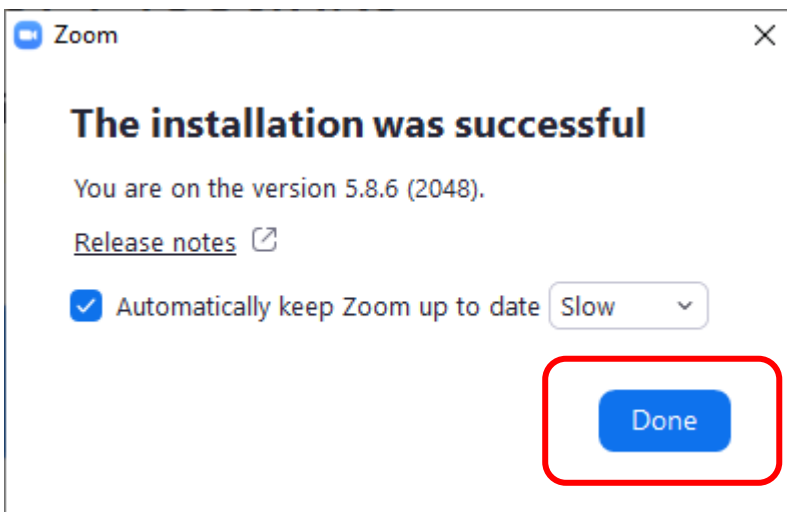 Zoom
The installation was successful
You are on the version 5.8.6 (2048).
Release notes
Automatically keep Zoom up to date Slow
Done